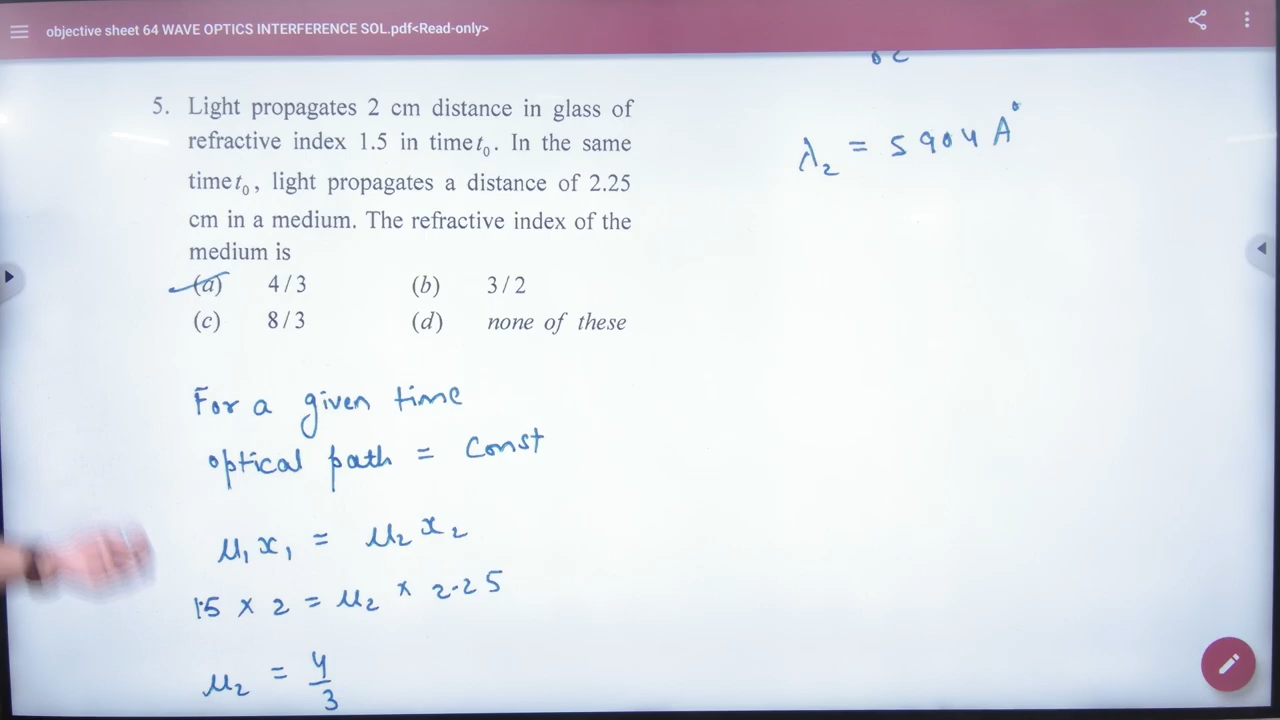 objective sheet 64 WAVE OPTICS INTERFERENCE SOL.pdf<Read-only>
5. Light propagates 2 cm distance in glass of
refractive index 1.5 in time t₀. In the same
time t₀, light propagates a distance of 2.25
cm in a medium. The refractive index of the
medium is
(a) 4 / 3 (b) 3 / 2
(c) 8 / 3 (d) none of these
For a given time
optical path = Const
μ₁x₁ = μ₂x₂
1.5 × 2 = μ₂ × 2.25
μ₂ = 4/3
λ₂ = 5904 A°